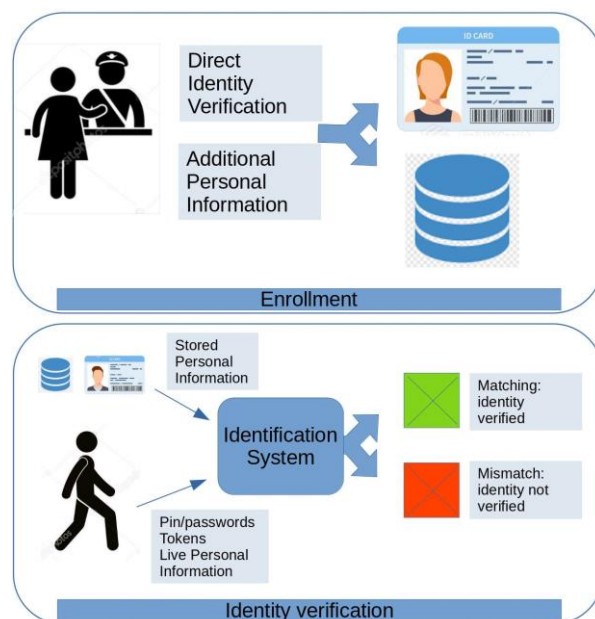 Direct
Identity
Verification
Additional
Personal
Information
ID CARD
Enrollment
Stored
Personal
Information
Identification
System
Pin/passwords
Tokens
Live Personal
Information
Matching:
identity
verified
Mismatch:
identity not
verified
Identity verification